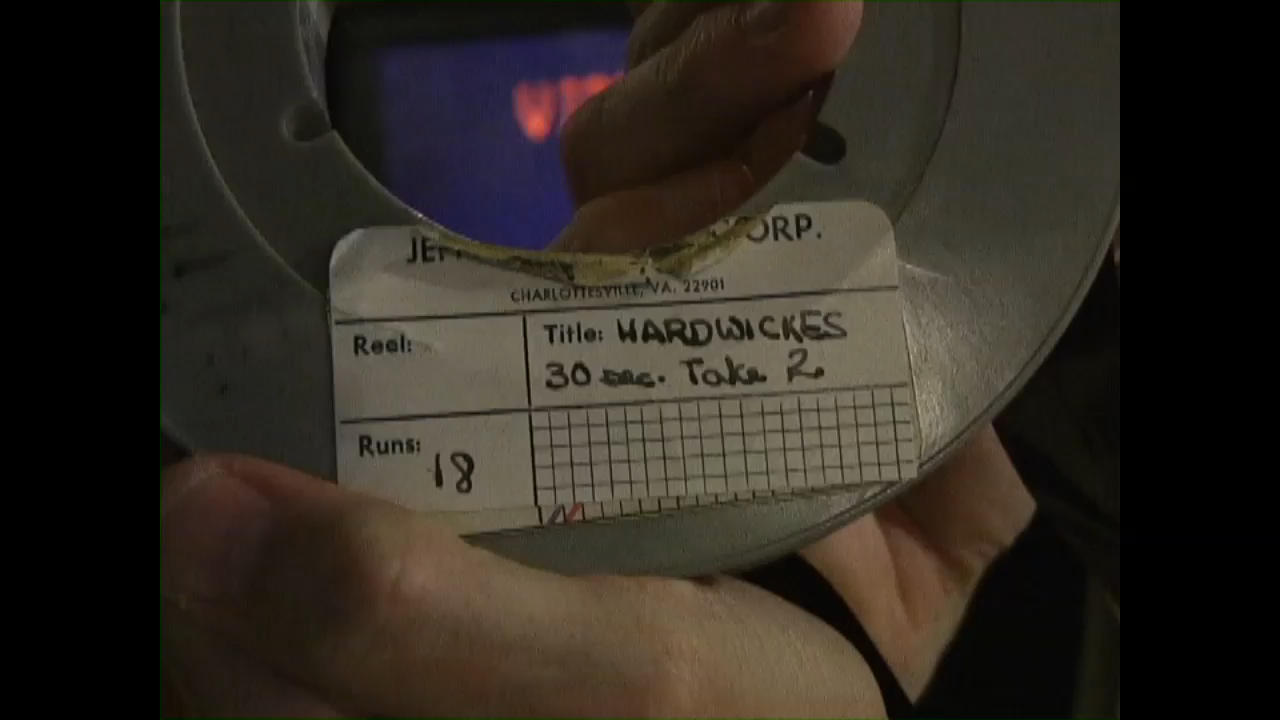 CORP.
CHARLOTTESVILLE, VA. 22901
Reel:
Title: HARDWICKES
30 sec. Take 2
Runs:
18